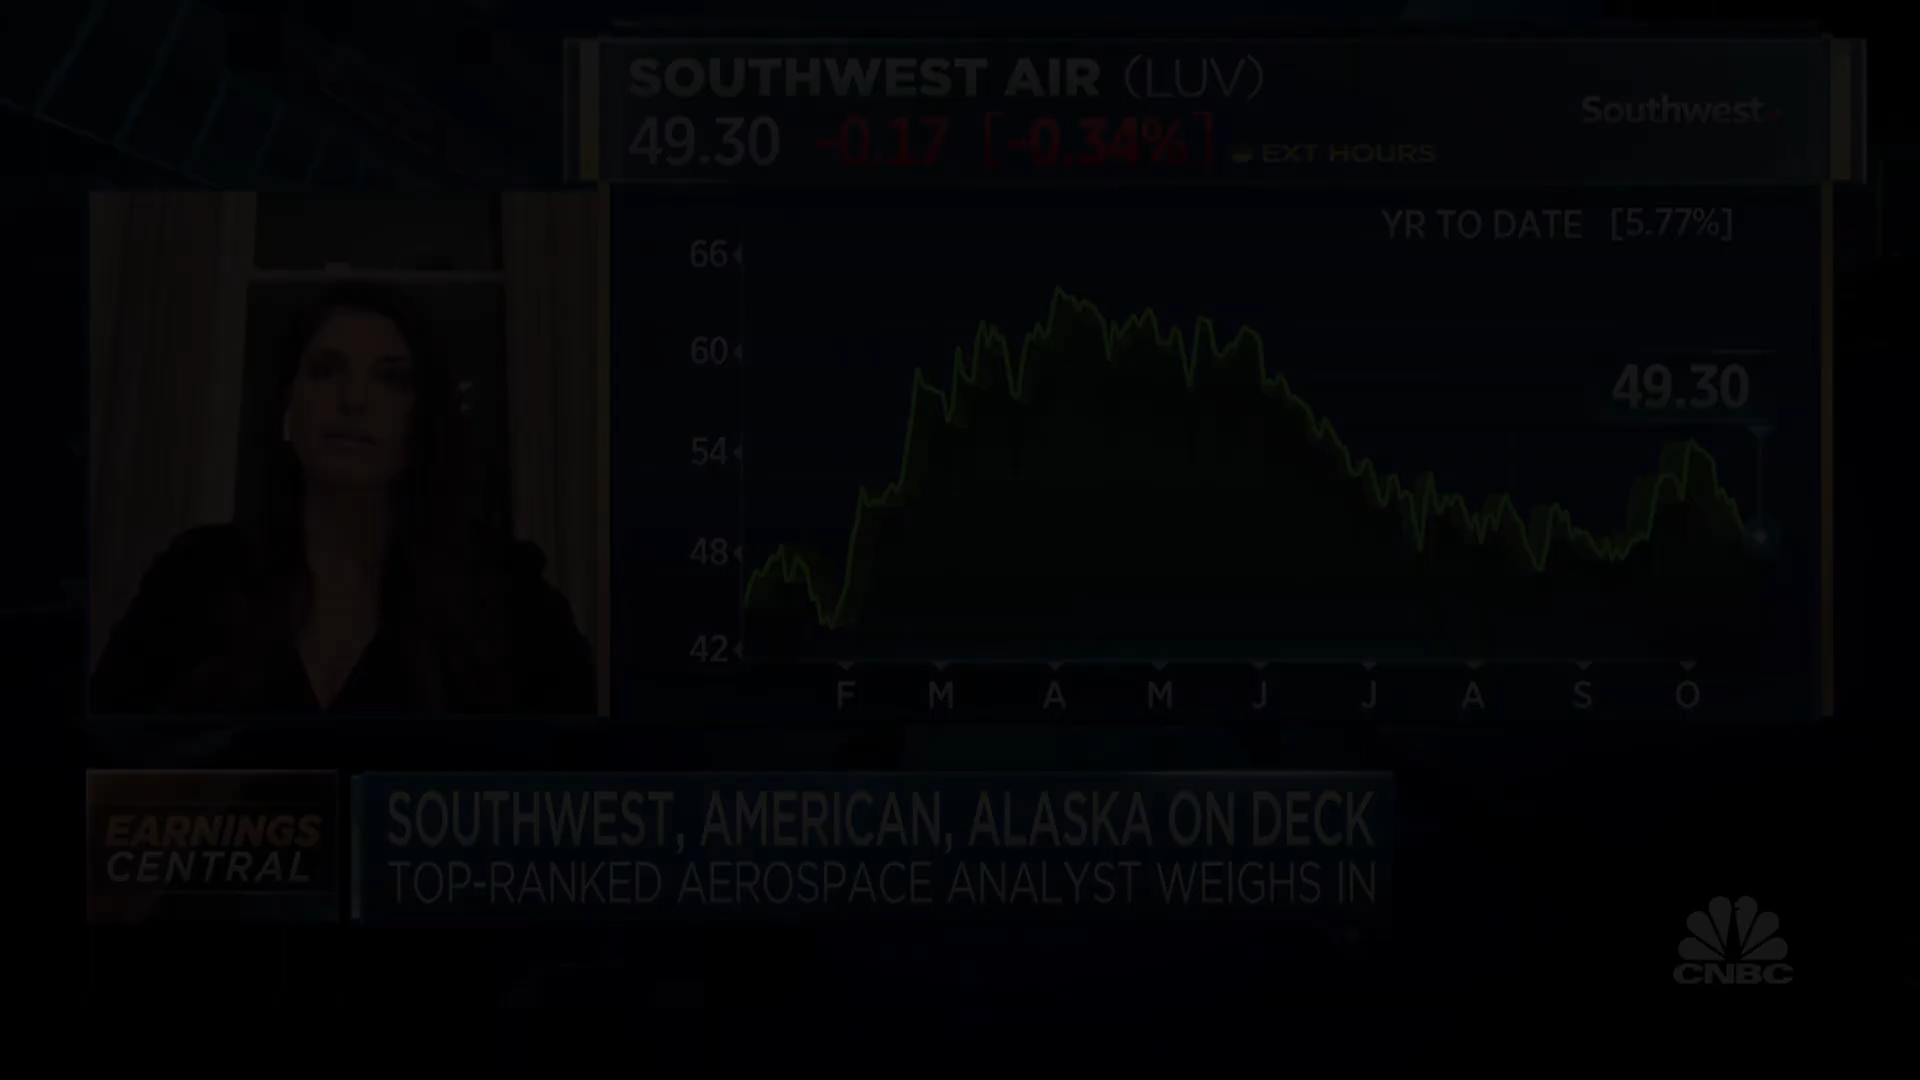 SOUTHWEST AIR (LUV)
49.30 -0.17 [-0.34%] EXT HOURS
Southwest
YR TO DATE [5.77%]
66
60
54
48
42
49.30
F M A M J J A S O
EARNINGS
CENTRAL
SOUTHWEST, AMERICAN, ALASKA ON DECK
TOP-RANKED AEROSPACE ANALYST WEIGHS IN
CNBC